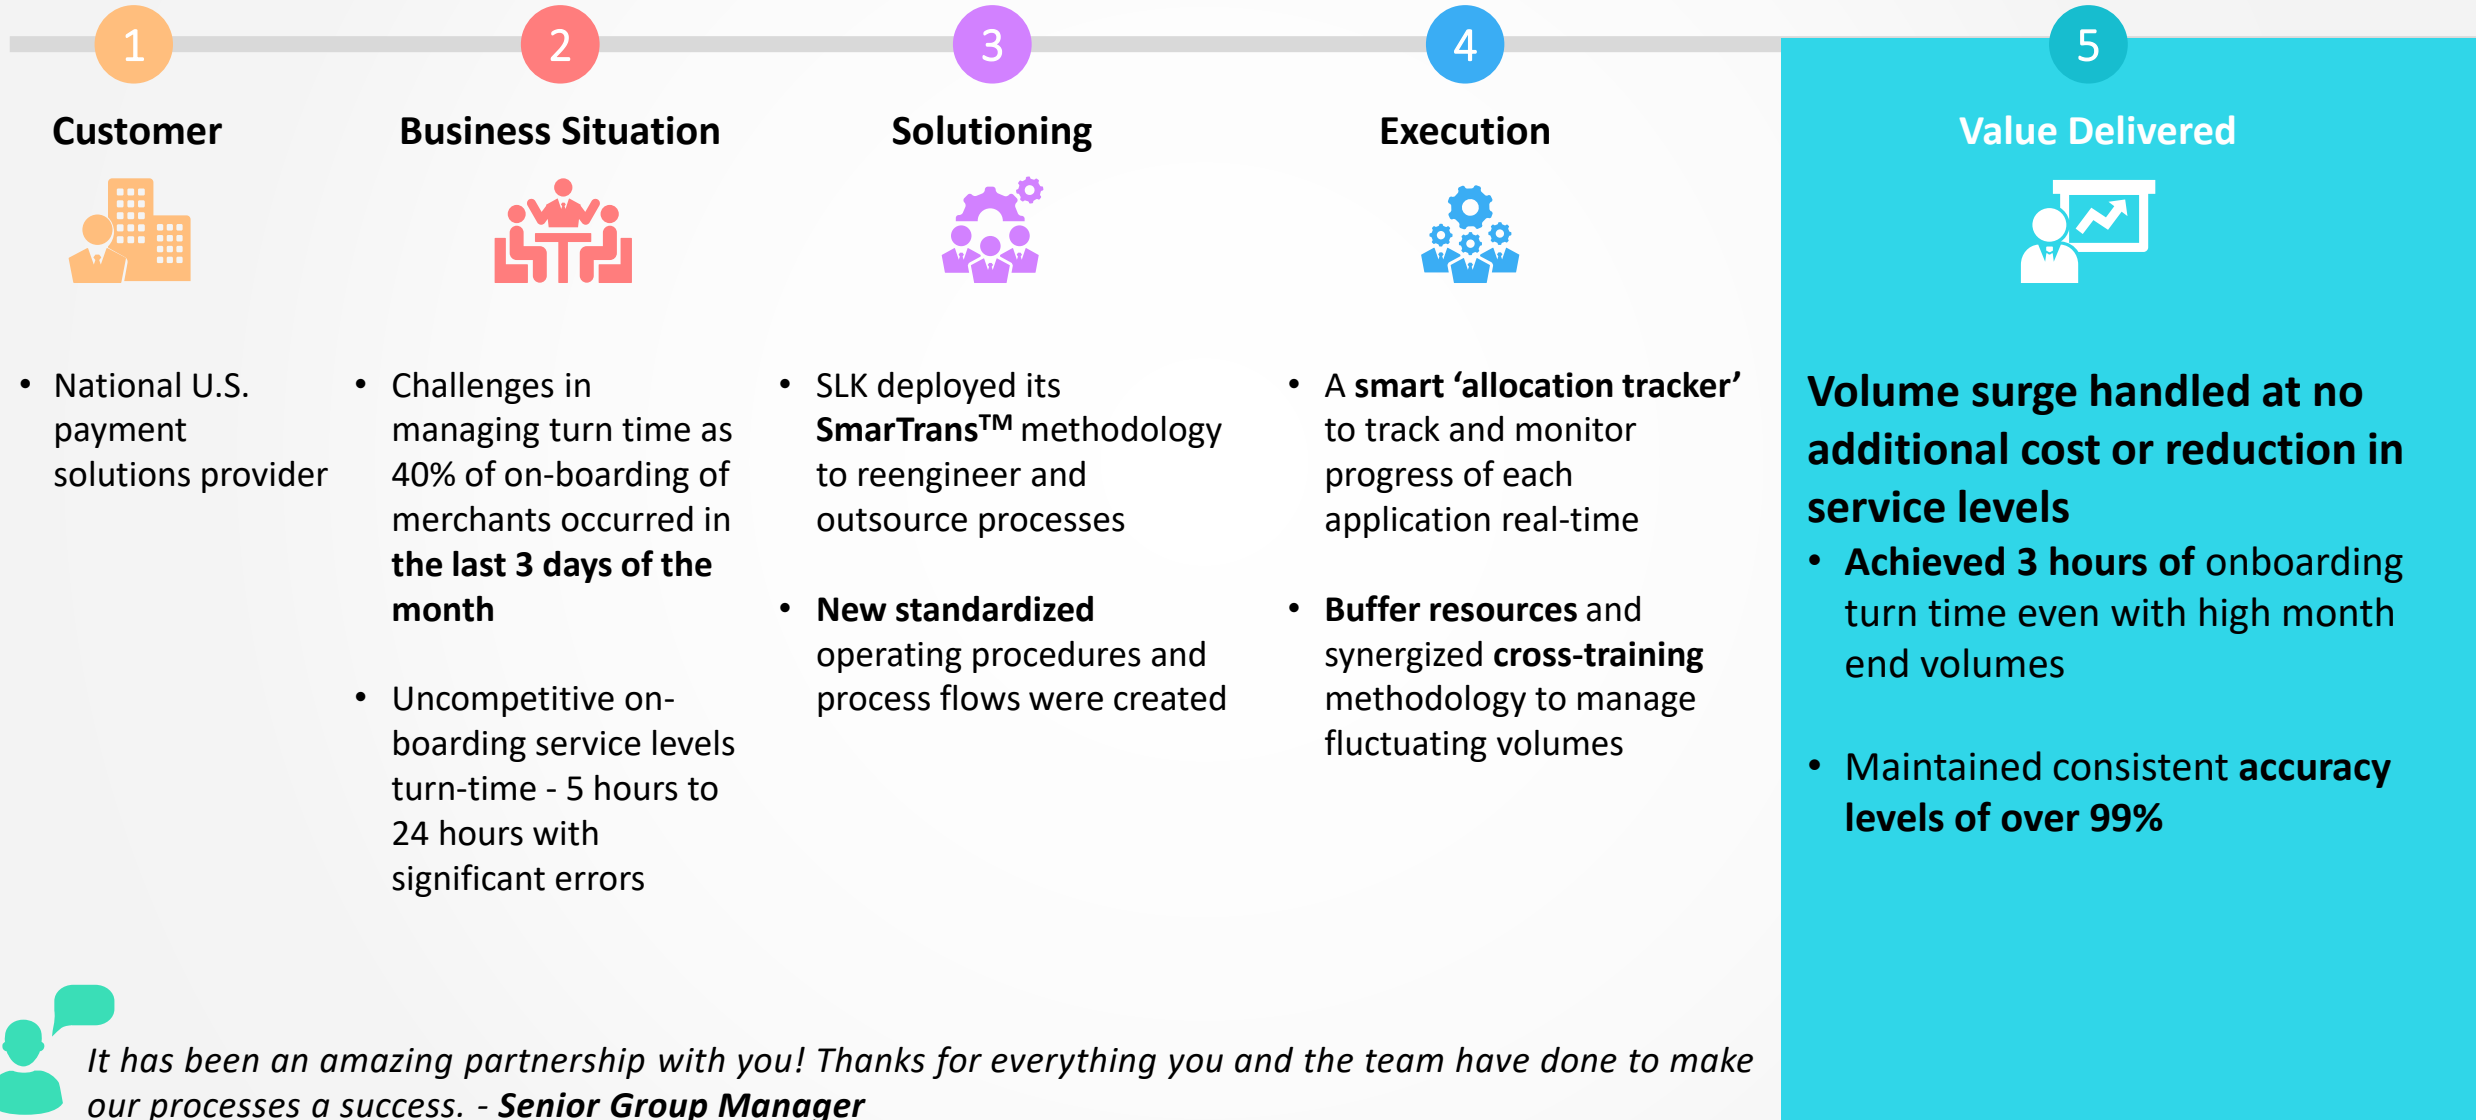 1
Customer
• National U.S.
payment
solutions provider
2
Business Situation
• Challenges in
managing turn time as
40% of on-boarding of
merchants occurred in
the last 3 days of the
month
• Uncompetitive on-
boarding service levels
turn-time - 5 hours to
24 hours with
significant errors
3
Solutioning
• SLK deployed its
SmarTransTM methodology
to reengineer and
outsource processes
• New standardized
operating procedures and
process flows were created
4
Execution
• A smart ‘allocation tracker’
to track and monitor
progress of each
application real-time
• Buffer resources and
synergized cross-training
methodology to manage
fluctuating volumes
5
Value Delivered
Volume surge handled at no
additional cost or reduction in
service levels
• Achieved 3 hours of onboarding
turn time even with high month
end volumes
• Maintained consistent accuracy
levels of over 99%
It has been an amazing partnership with you! Thanks for everything you and the team have done to make
our processes a success. - Senior Group Manager